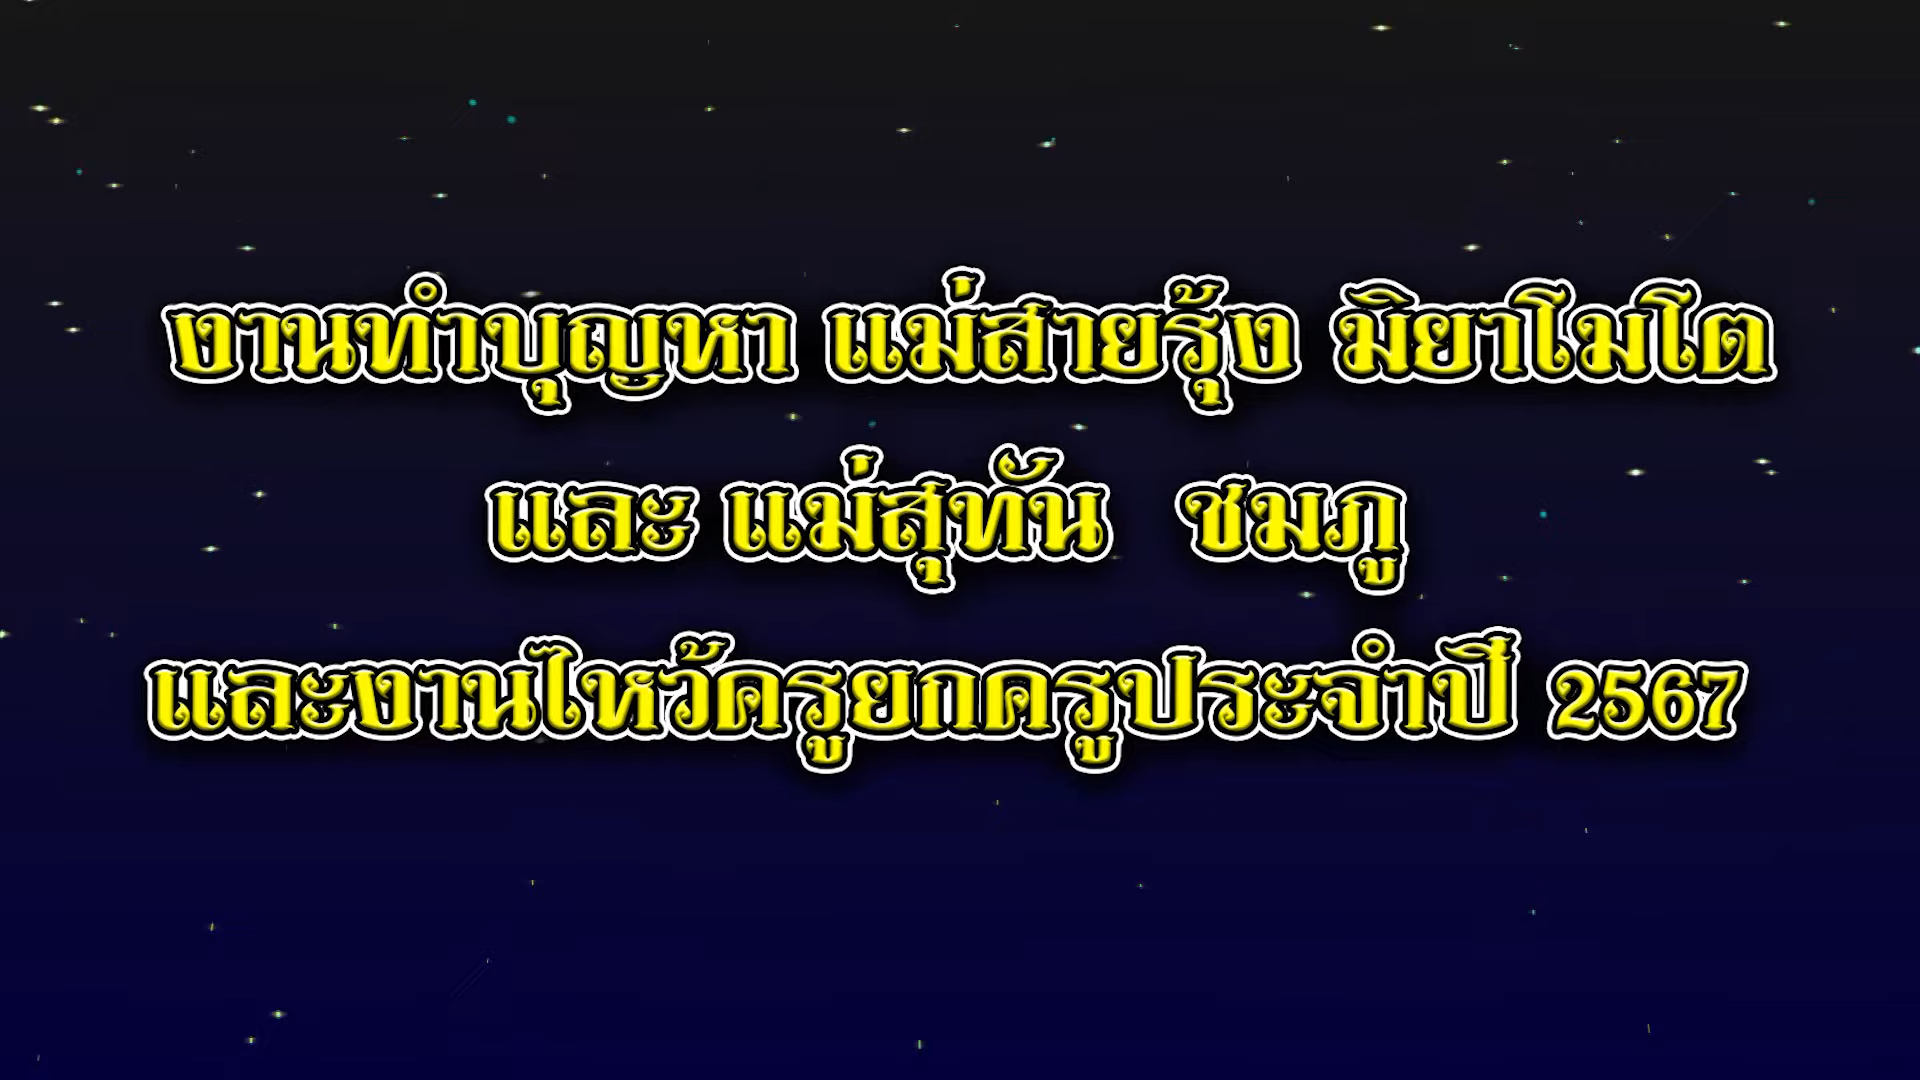 งานทำบุญหา แม่สายรุ้ง มิยาโมโต
และ แม่สุทัน ชมภู
และงานไหว้ครูยกครูประจำปี 2567